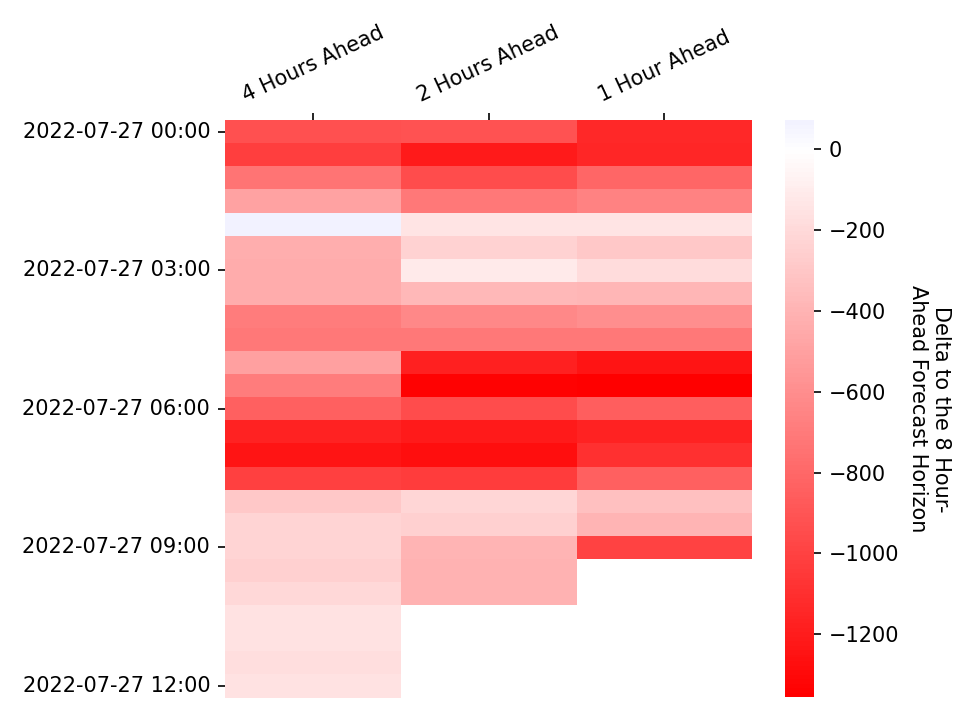 4 Hours Ahead
2 Hours Ahead
1 Hour Ahead
2022-07-27 00:00
2022-07-27 03:00
2022-07-27 06:00
2022-07-27 09:00
2022-07-27 12:00
0
−200
−400
−600
−800
−1000
−1200
Delta to the 8 Hour-
Ahead Forecast Horizon